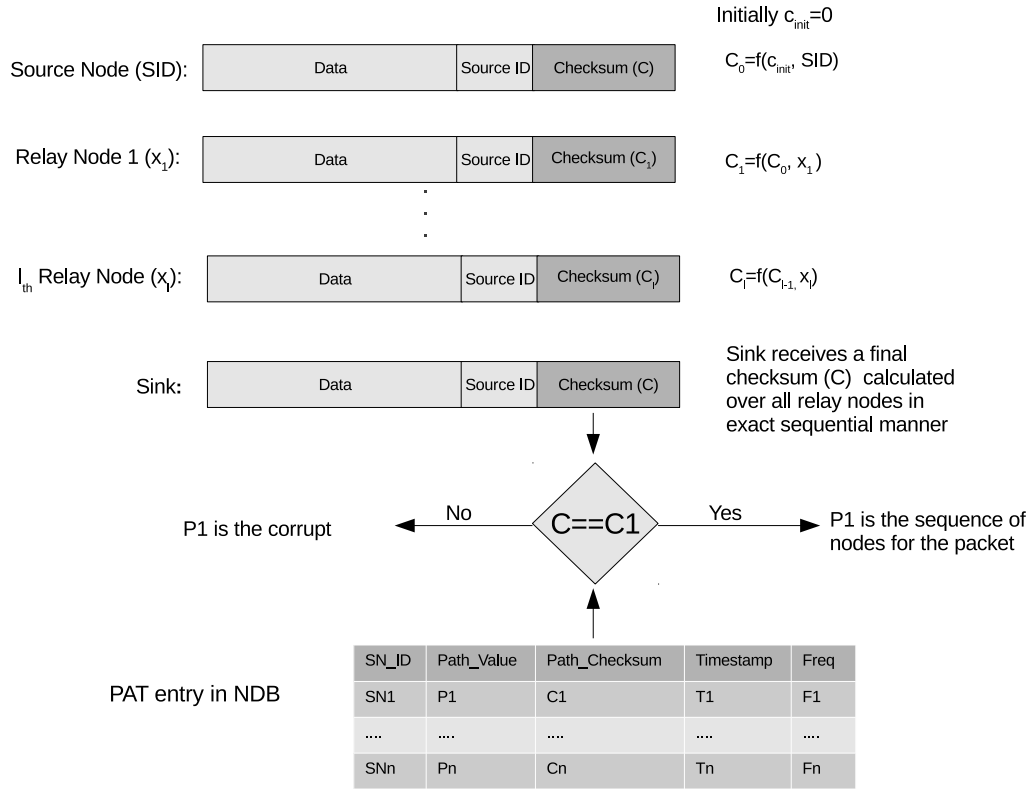 Initially c_init=0
Source Node (SID): Data Source ID Checksum (C) C_0=f(c_init, SID)
Relay Node 1 (x_1): Data Source ID Checksum (C_1) C_1=f(C_0, x_1)
.
.
.
l_th Relay Node (x_l): Data Source ID Checksum (C_l) C_l=f(C_l-1, x_l)
Sink: Data Source ID Checksum (C)
Sink receives a final
checksum (C) calculated
over all relay nodes in
exact sequential manner
P1 is the corrupt No C==C1 Yes
P1 is the sequence of
nodes for the packet
PAT entry in NDB
SN_ID Path_Value Path_Checksum Timestamp Freq
SN1 P1 C1 T1 F1
.... .... .... .... ....
SNn Pn Cn Tn Fn